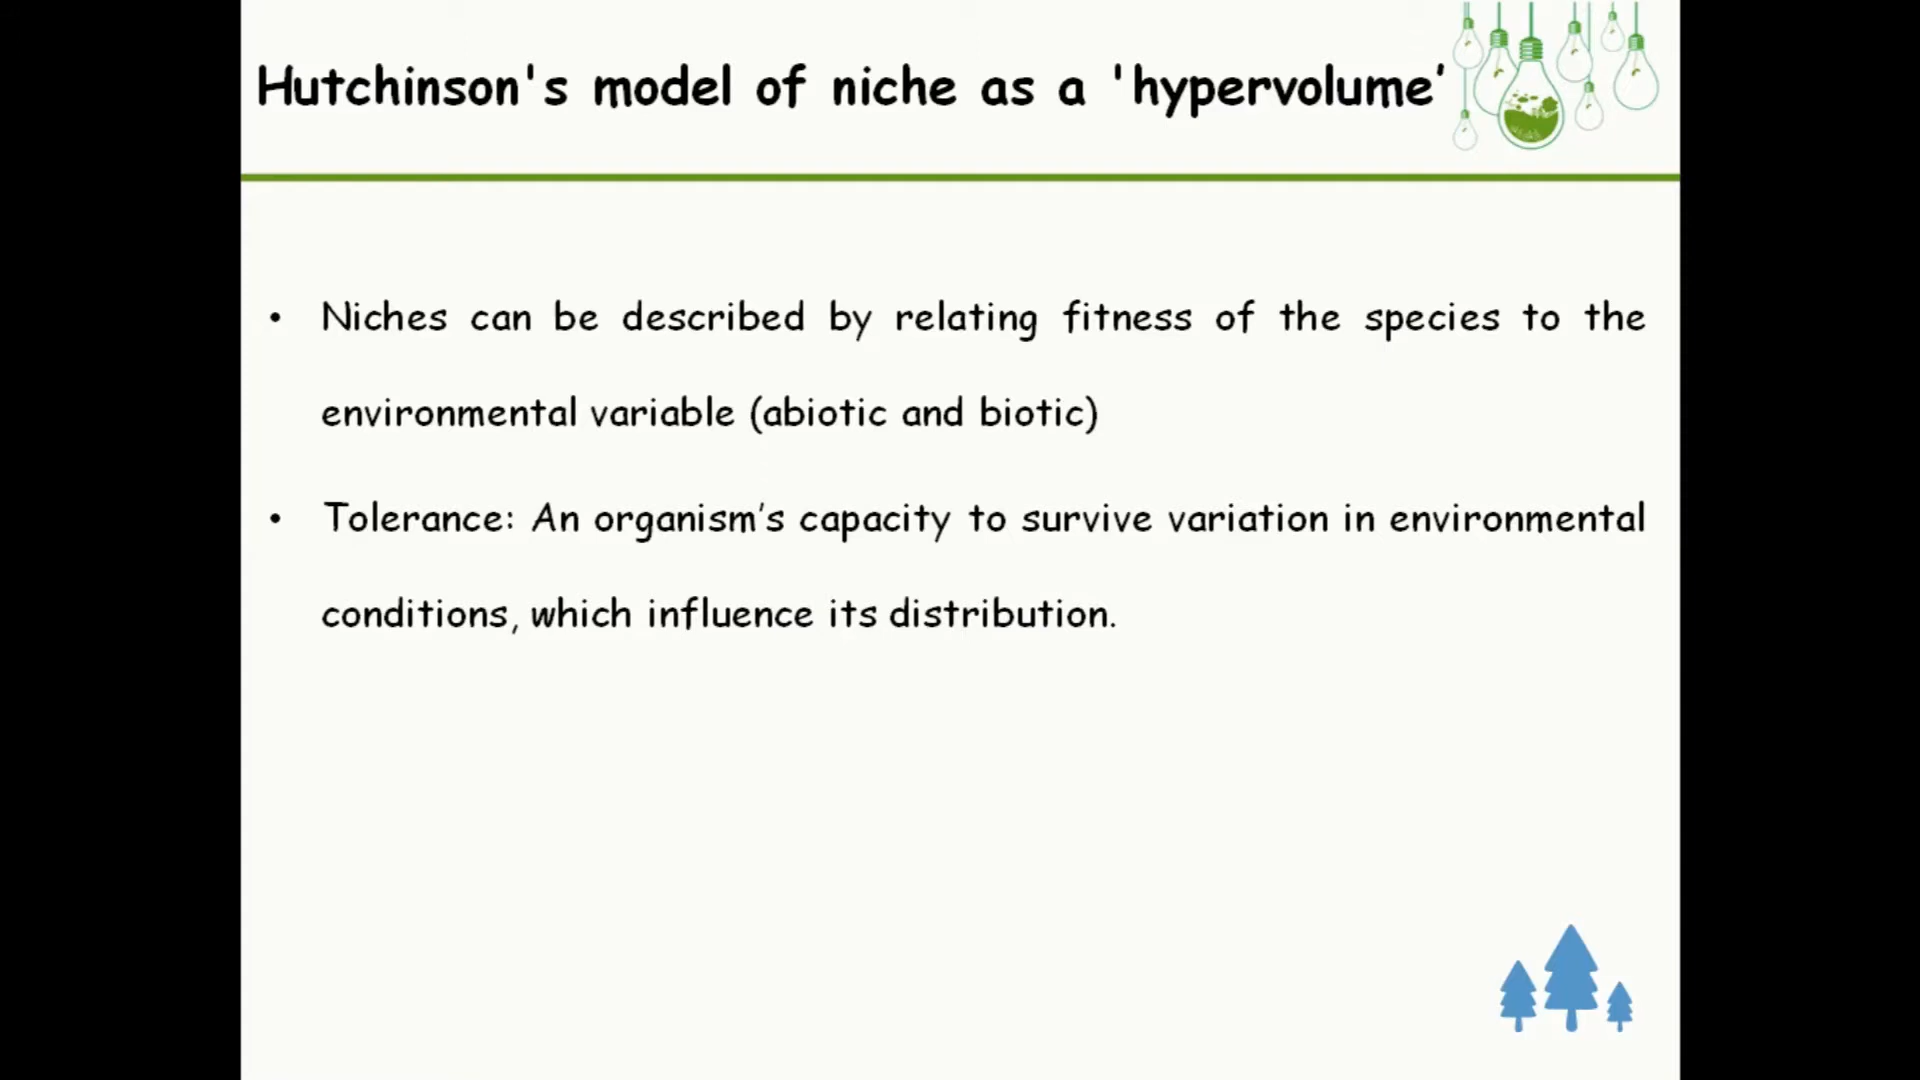 Hutchinson's model of niche as a 'hypervolume’
• Niches can be described by relating fitness of the species to the
environmental variable (abiotic and biotic)
• Tolerance: An organism’s capacity to survive variation in environmental
conditions, which influence its distribution.